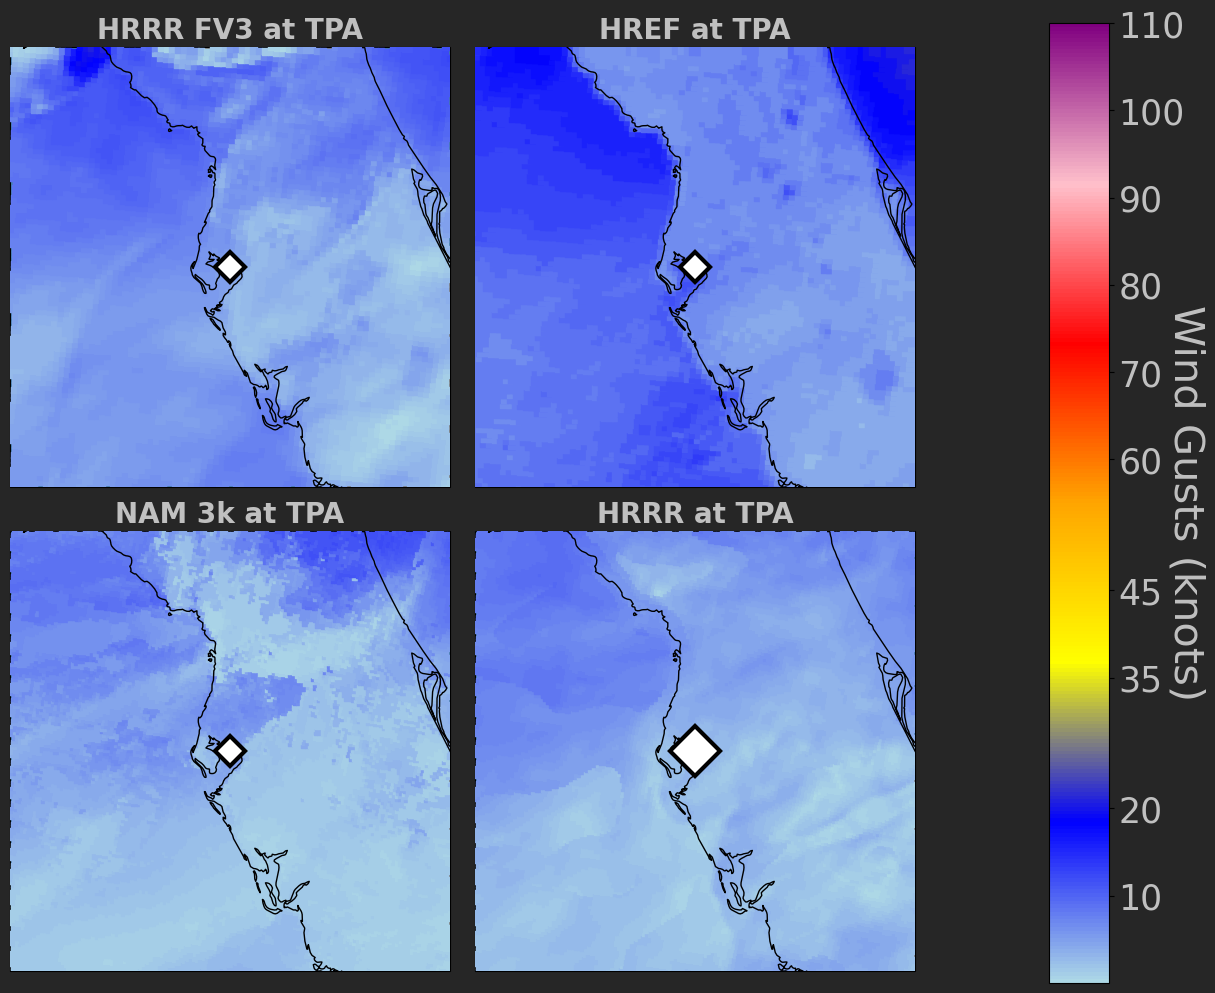 HRRR FV3 at TPA
HREF at TPA
NAM 3k at TPA
HRRR at TPA
110
100
90
80
70
60
45
35
20
10
Wind Gusts (knots)